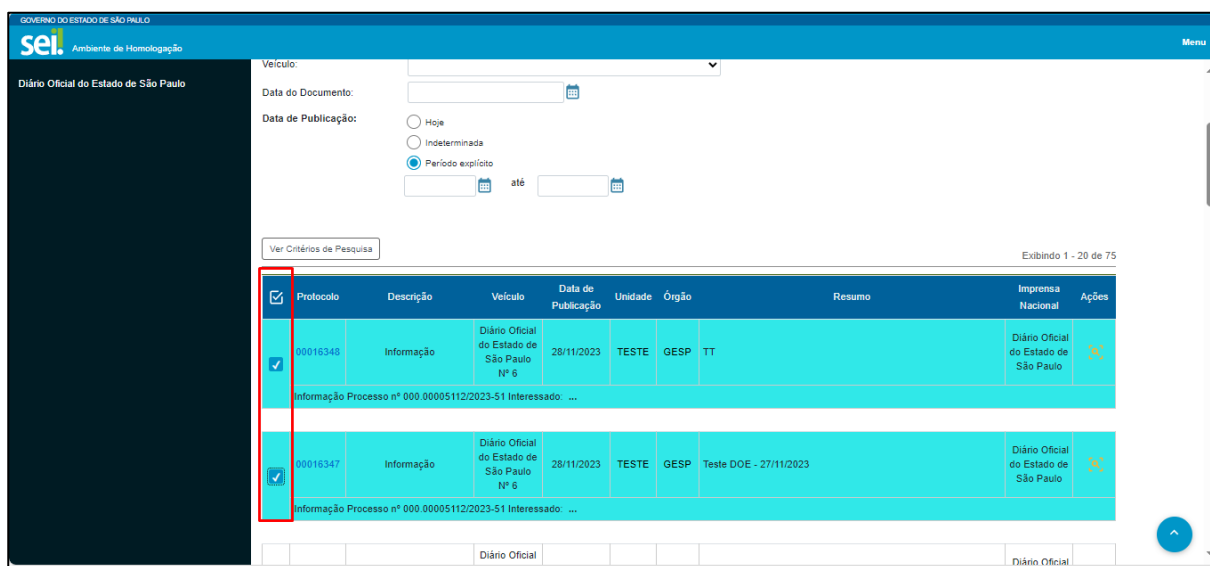 GOVERNO DO ESTADO DE SÃO PAULO
sei. Ambiente de Homologação
Menu
Diário Oficial do Estado de São Paulo
Veículo:
Data do Documento:
Data de Publicação:
Hoje
Indeterminada
Período explícito
até
Ver Critérios de Pesquisa
Exibindo 1 - 20 de 75
Protocolo Descrição Veículo Data de Publicação Unidade Órgão Resumo Imprensa Nacional Ações
00016348 Informação Diário Oficial do Estado de São Paulo Nº 6 28/11/2023 TESTE GESP TT Diário Oficial do Estado de São Paulo
Informação Processo nº 000.00005112/2023-51 Interessado: ...
00016347 Informação Diário Oficial do Estado de São Paulo Nº 6 28/11/2023 TESTE GESP Teste DOE - 27/11/2023 Diário Oficial do Estado de São Paulo
Informação Processo nº 000.00005112/2023-51 Interessado: ...
Diário Oficial Diário Oficial